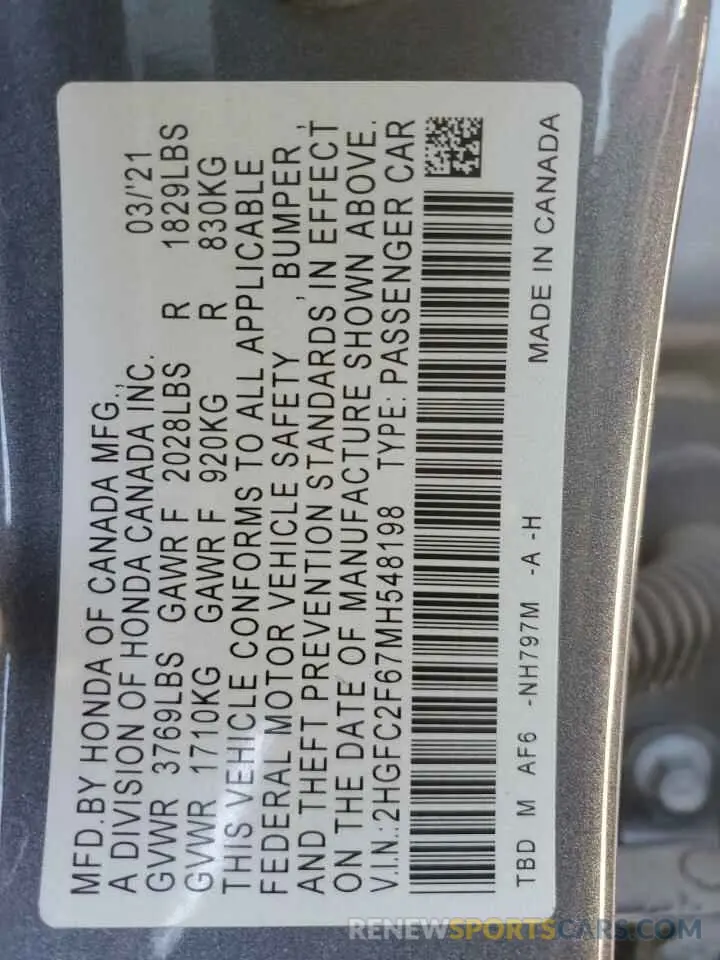 MFD.BY HONDA OF CANADA MFG.,
A DIVISION OF HONDA CANADA INC. 03/'21
GVWR 3769LBS GAWR F 2028LBS R 1829LBS
GVWR 1710KG GAWR F 920KG R 830KG
THIS VEHICLE CONFORMS TO ALL APPLICABLE
FEDERAL MOTOR VEHICLE SAFETY , BUMPER ,
AND THEFT PREVENTION STANDARDS IN EFFECT
ON THE DATE OF MANUFACTURE SHOWN ABOVE.
V.I.N.:2HGFC2F67MH548198 TYPE: PASSENGER CAR
TBD M AF6 -NH797M -A -H MADE IN CANADA
RENEWSPORTSCARS.COM